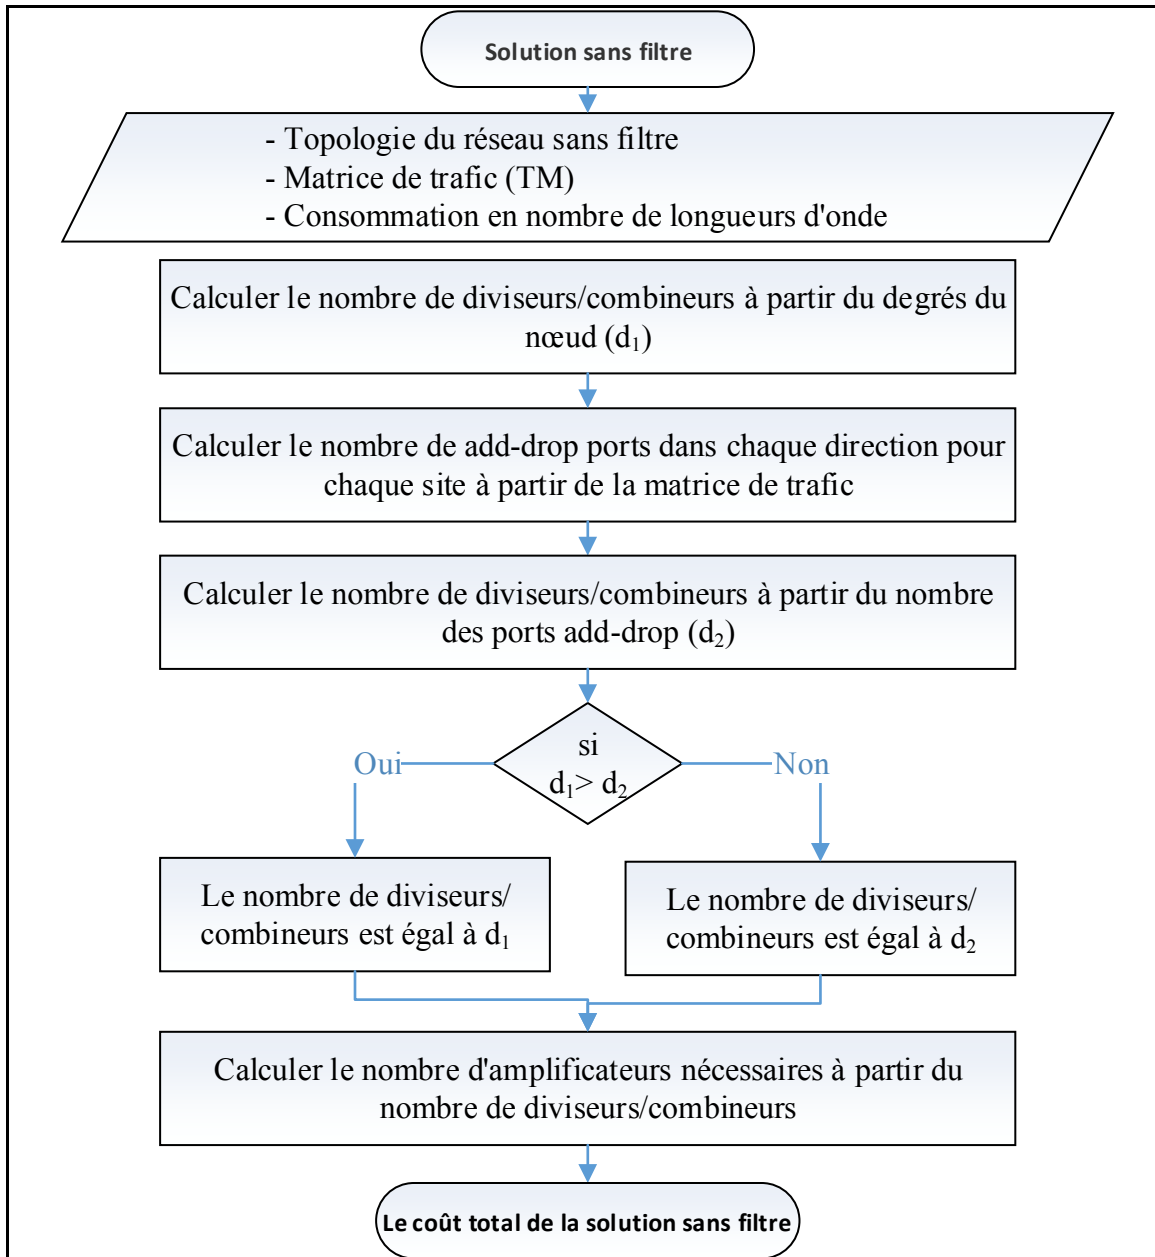 Solution sans filtre
- Topologie du réseau sans filtre
- Matrice de trafic (TM)
- Consommation en nombre de longueurs d'onde
Calculer le nombre de diviseurs/combineurs à partir du degrés du
nœud (d₁)
Calculer le nombre de add-drop ports dans chaque direction pour
chaque site à partir de la matrice de trafic
Calculer le nombre de diviseurs/combineurs à partir du nombre
des ports add-drop (d₂)
si
d₁> d₂
Oui
Non
Le nombre de diviseurs/
combineurs est égal à d₁
Le nombre de diviseurs/
combineurs est égal à d₂
Calculer le nombre d'amplificateurs nécessaires à partir du
nombre de diviseurs/combineurs
Le coût total de la solution sans filtre